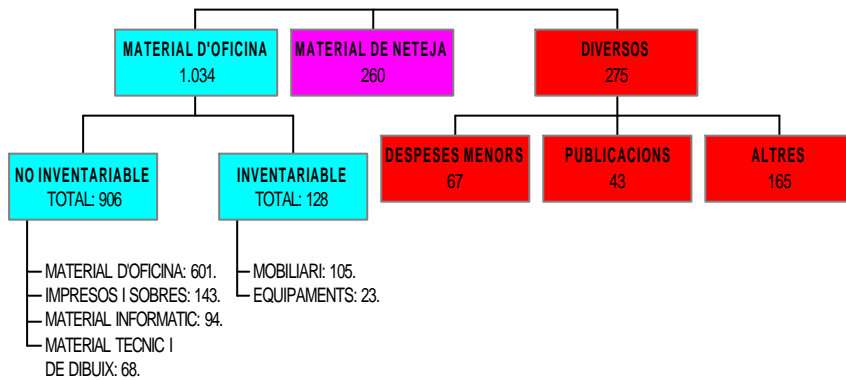 MATERIAL D'OFICINA
1.034
MATERIAL DE NETEJA
260
DIVERSOS
275
NO INVENTARIABLE
TOTAL: 906
INVENTARIABLE
TOTAL: 128
DESPESES MENORS
67
PUBLICACIONS
43
ALTRES
165
MATERIAL D'OFICINA: 601.
IMPRESOS I SOBRES: 143.
MATERIAL INFORMATIC: 94.
MATERIAL TECNIC I
DE DIBUIX: 68.
MOBILIARI: 105.
EQUIPAMENTS: 23.